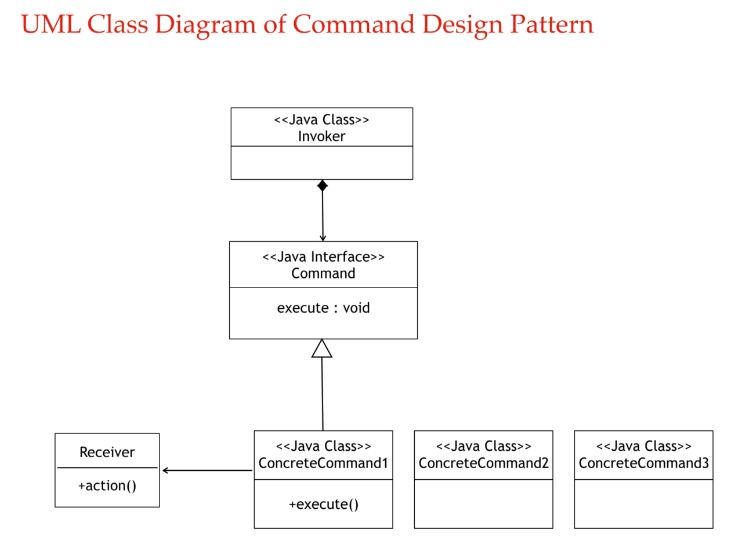 UML Class Diagram of Command Design Pattern
<<Java Class>>
Invoker
<<Java Interface>>
Command
execute : void
Receiver
+action()
<<Java Class>>
ConcreteCommand1
+execute()
<<Java Class>>
ConcreteCommand2
<<Java Class>>
ConcreteCommand3